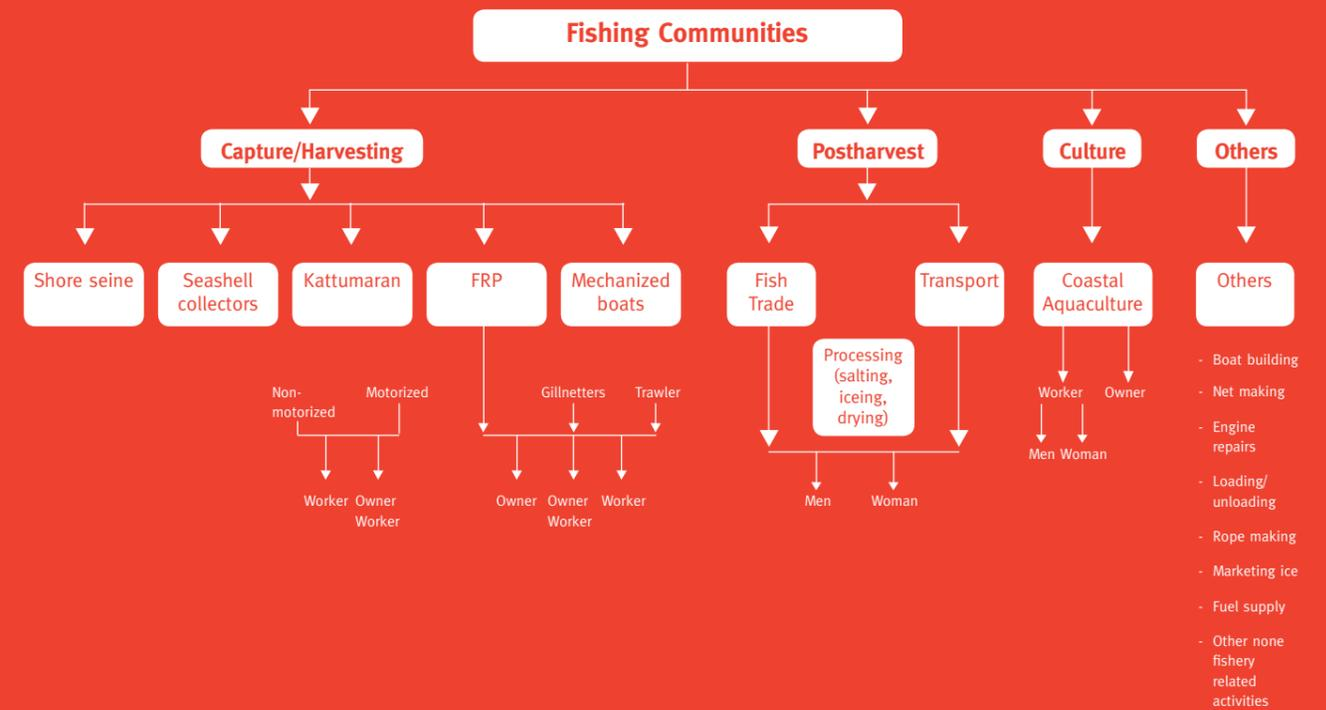 Fishing Communities
Capture/Harvesting
Postharvest
Culture
Others
Shore seine
Seashell
collectors
Kattumaran
FRP
Mechanized
boats
Fish
Trade
Transport
Coastal
Aquaculture
Others
Processing
(salting,
iceing,
drying)
Non-
motorized
Motorized
Gillnetters
Trawler
Worker
Owner
Worker
Owner
Owner
Worker
Worker
Men
Woman
Worker
Owner
Men Woman
- Boat building
- Net making
- Engine
repairs
- Loading/
unloading
- Rope making
- Marketing ice
- Fuel supply
- Other none
fishery
related
activities